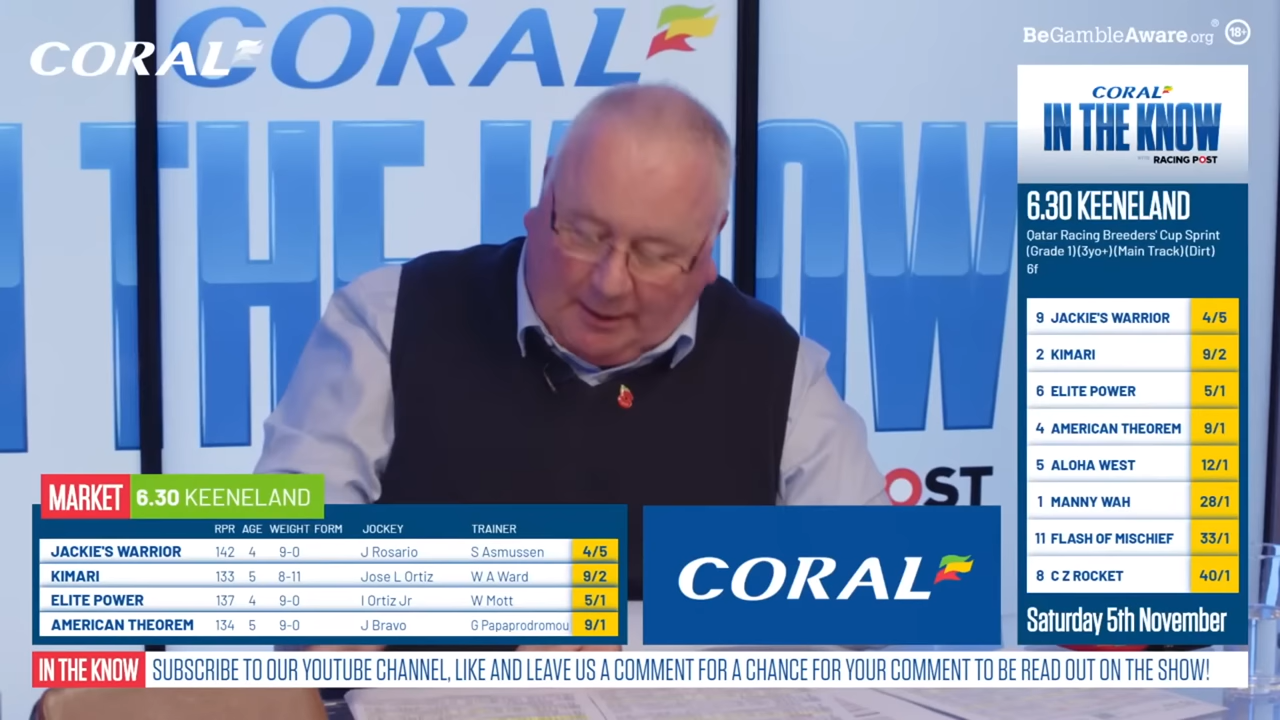 CORAL
CORAL
THE KNOW
BeGambleAware.org®
18+
CORAL
IN THE KNOW
WITH RACING POST
6.30 KEENELAND
Qatar Racing Breeders' Cup Sprint
(Grade 1)(3yo+)(Main Track)(Dirt)
6f
9 JACKIE'S WARRIOR 4/5
2 KIMARI 9/2
6 ELITE POWER 5/1
4 AMERICAN THEOREM 9/1
5 ALOHA WEST 12/1
1 MANNY WAH 28/1
11 FLASH OF MISCHIEF 33/1
8 C Z ROCKET 40/1
Saturday 5th November
POST
MARKET 6.30 KEENELAND
RPR AGE WEIGHT FORM JOCKEY TRAINER
JACKIE'S WARRIOR 142 4 9-0 J Rosario S Asmussen 4/5
KIMARI 133 5 8-11 Jose L Ortiz W A Ward 9/2
ELITE POWER 137 4 9-0 I Ortiz Jr W Mott 5/1
AMERICAN THEOREM 134 5 9-0 J Bravo G Papaprodromou 9/1
CORAL
IN THE KNOW SUBSCRIBE TO OUR YOUTUBE CHANNEL, LIKE AND LEAVE US A COMMENT FOR A CHANCE FOR YOUR COMMENT TO BE READ OUT ON THE SHOW!